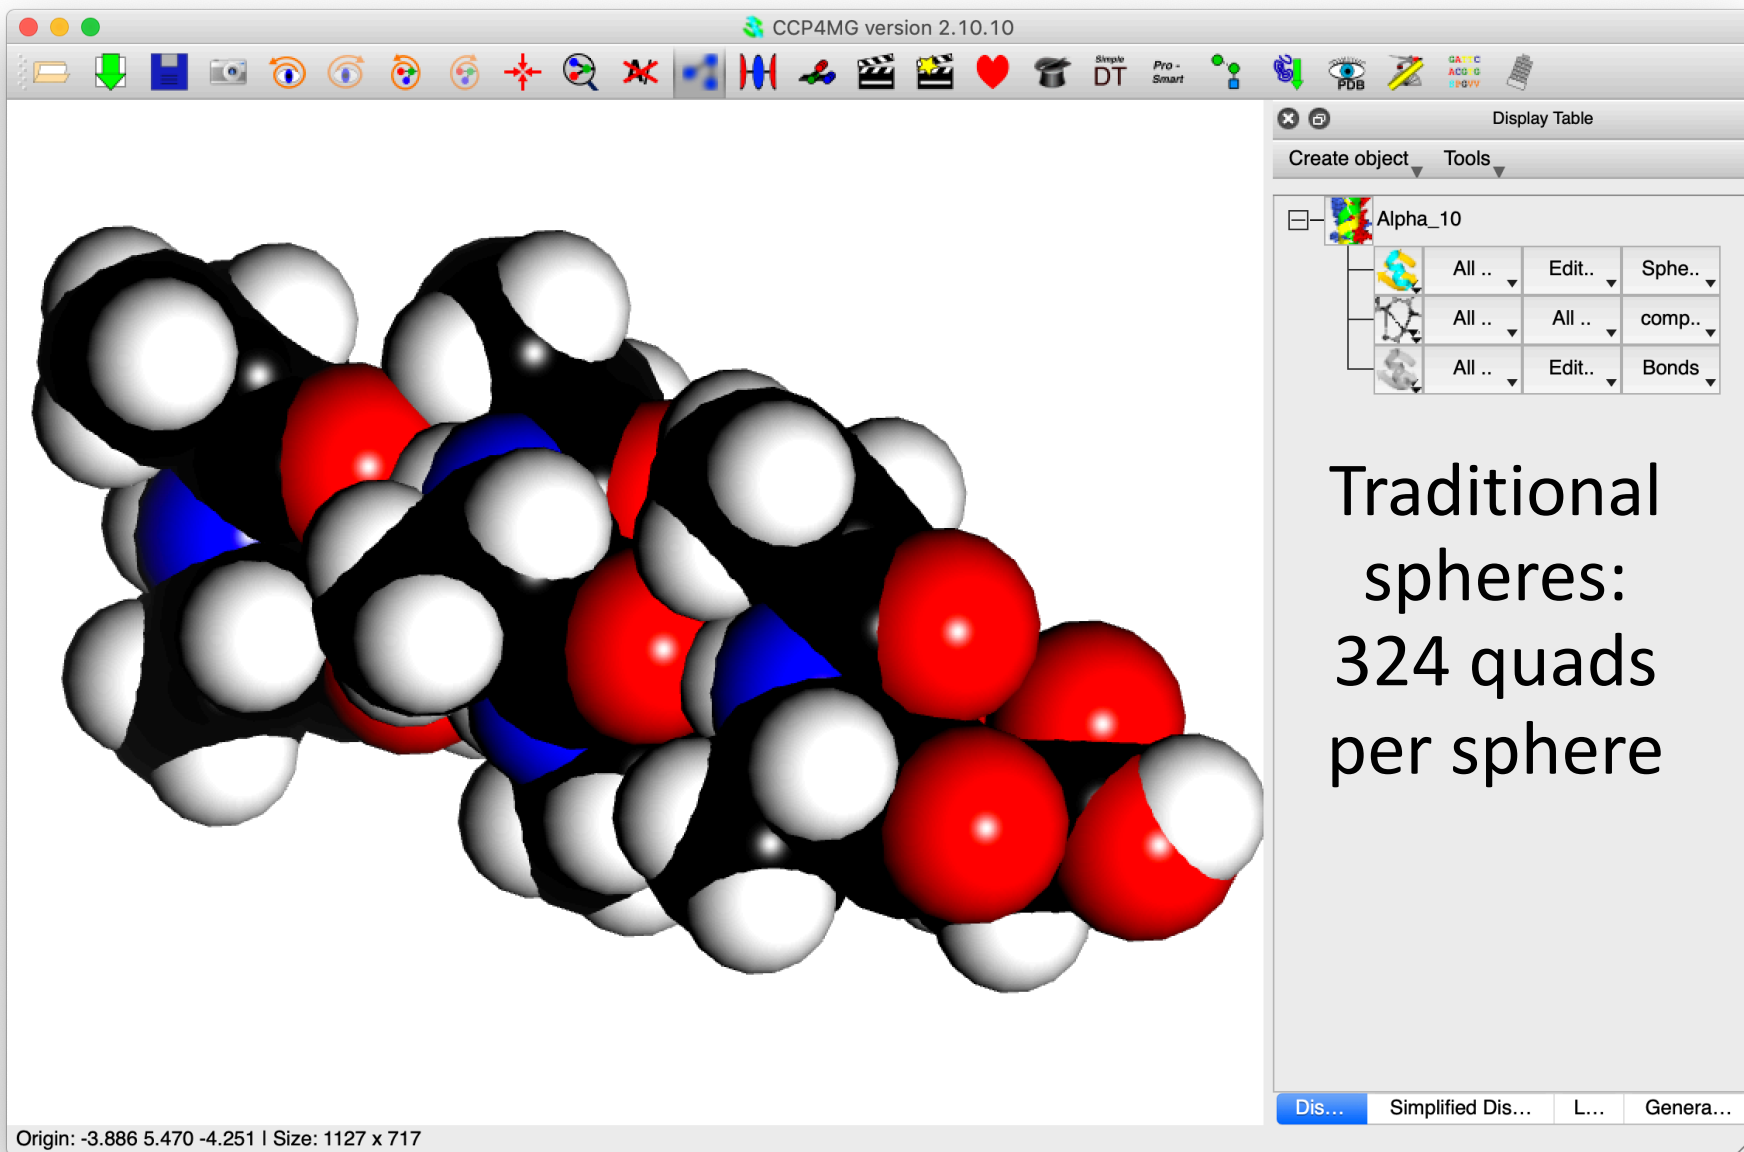 CCP4MG version 2.10.10
Simple
DT
Pro -
Smart
PDB
Display Table
Create object
Tools
Alpha_10
All .. Edit.. Sphe..
All .. All .. comp..
All .. Edit.. Bonds
Traditional
spheres:
324 quads
per sphere
Dis... Simplified Dis... L... Genera...
Origin: -3.886 5.470 -4.251 | Size: 1127 x 717